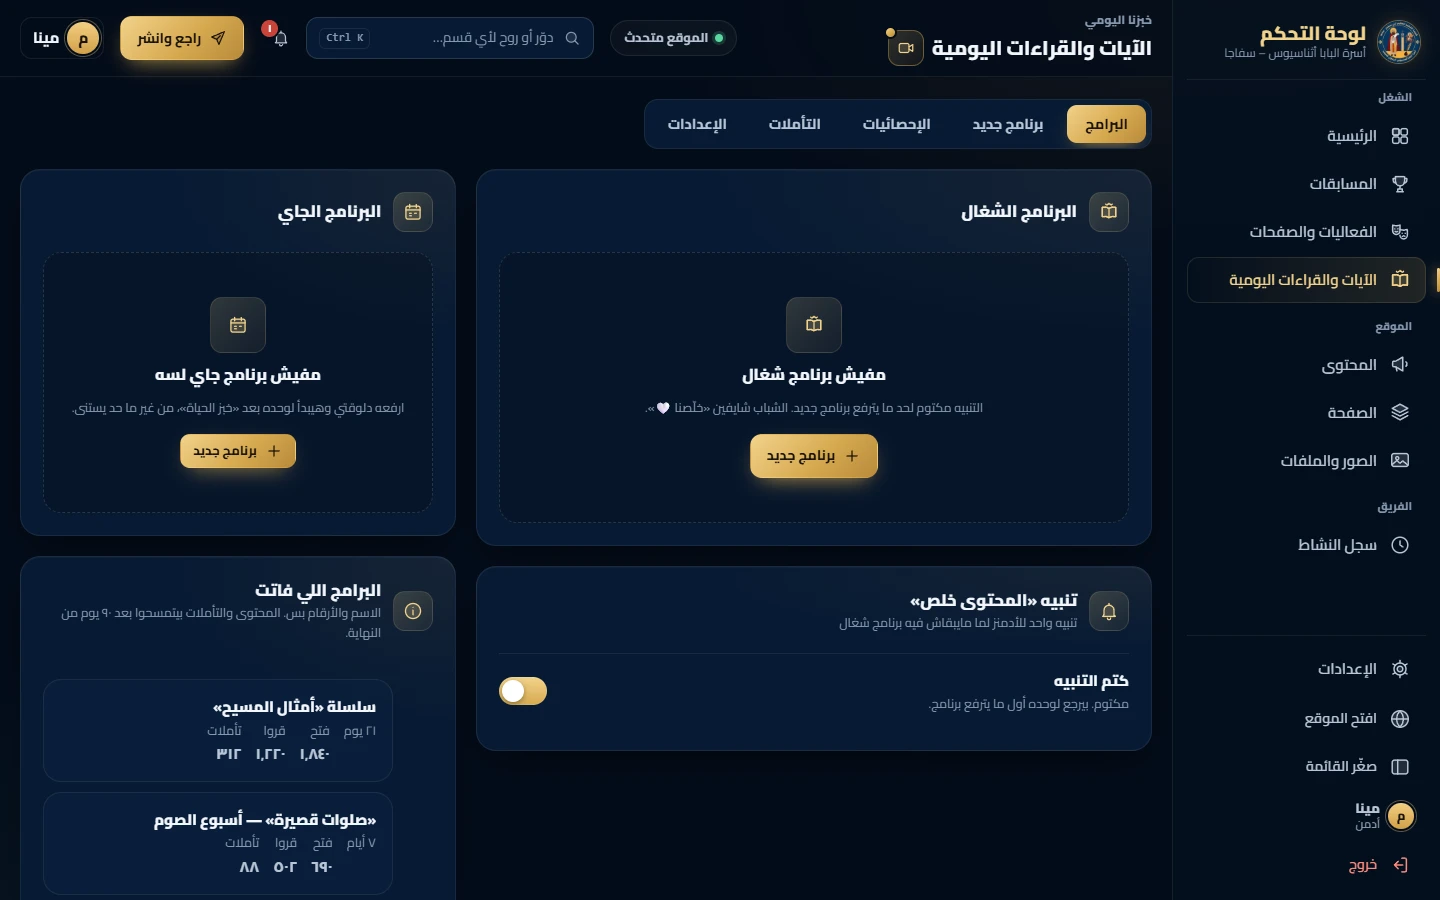 لوحة التحكم
أسرة البابا أثناسيوس – سفاجا
الشغل
الرئيسية
المسابقات
الفعاليات والصفحات
الآيات والقراءات اليومية
الموقع
المحتوى
الصفحة
الصور والملفات
الفريق
سجل النشاط
الإعدادات
افتح الموقع
صغّر القائمة
م
مينا
أدمن
خروج
خبزنا اليومي
الآيات والقراءات اليومية
الموقع متحدث
دوّر أو روح لأي قسم...
Ctrl K
١
راجع وانشر
م
مينا
البرامج
برنامج جديد
الإحصائيات
التأملات
الإعدادات
البرنامج الشغال
مفيش برنامج شغال
التنبيه مكتوم لحد ما يترفع برنامج جديد. الشباب شايفين «خلّصنا 🤍».
برنامج جديد
تنبيه «المحتوى خلص»
تنبيه واحد للأدمنز لما مايبقاش فيه برنامج شغال
كتم التنبيه
مكتوم. بيرجع لوحده أول ما يترفع برنامج.
البرنامج الجاي
مفيش برنامج جاي لسه
ارفعه دلوقتي وهيبدأ لوحده بعد «خبز الحياة»، من غير ما حد يستنى.
برنامج جديد
البرامج اللي فاتت
الاسم والأرقام بس. المحتوى والتأملات بيتمسحوا بعد ٩٠ يوم من
النهاية.
سلسلة «أمثال المسيح»
٢١ يوم فتح قروا تأملات
١,٨٤٠ ١,٢٢٠ ٣١٢
«صلوات قصيرة» — أسبوع الصوم
٧ أيام فتح قروا تأملات
٦٩٠ ٥٠٢ ٨٨